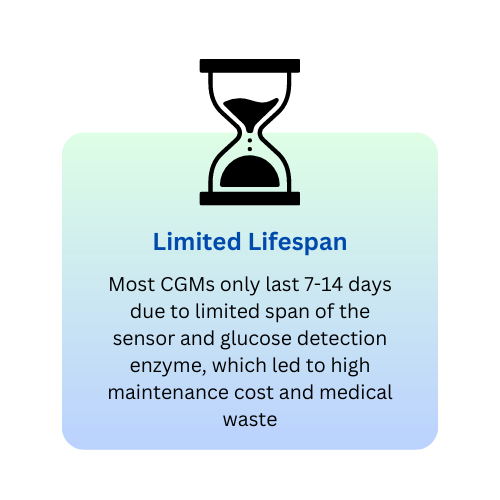 Limited Lifespan
Most CGMs only last 7-14 days
due to limited span of the
sensor and glucose detection
enzyme, which led to high
maintenance cost and medical
waste